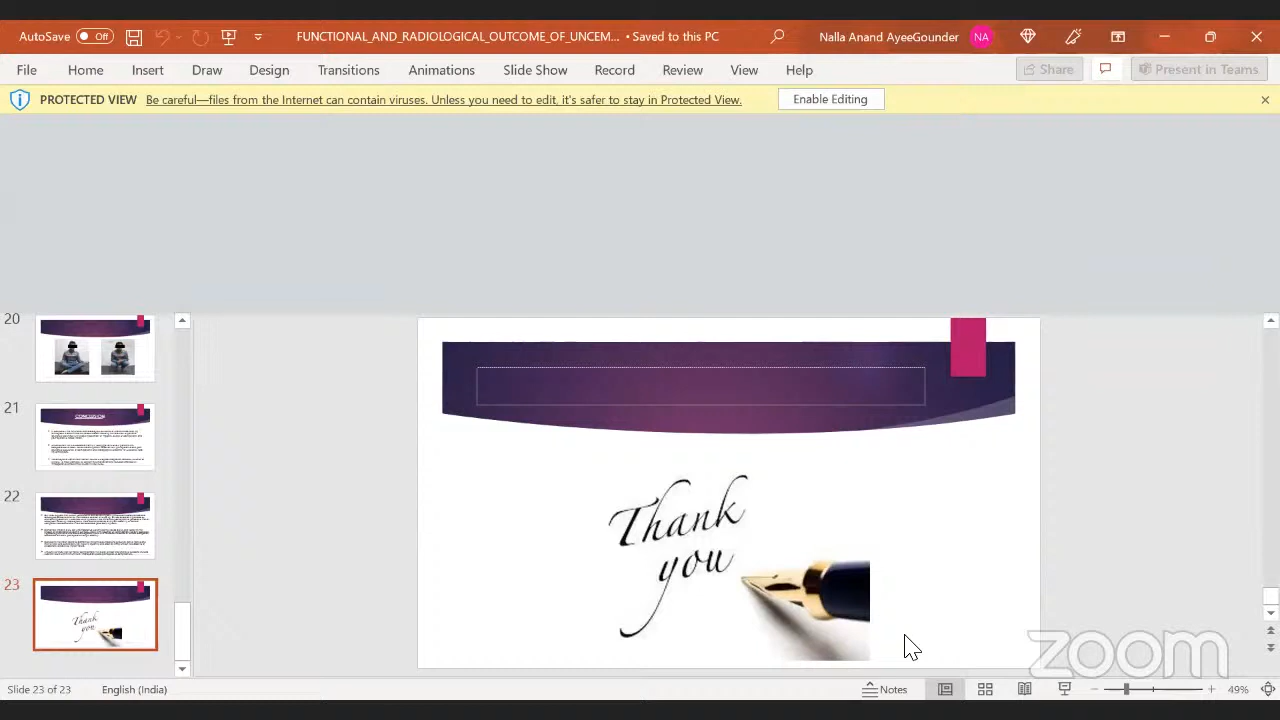 AutoSave Off FUNCTIONAL_AND_RADIOLOGICAL_OUTCOME_OF_UNCEM... • Saved to this PC Nalla Anand AyeeGounder NA
File Home Insert Draw Design Transitions Animations Slide Show Record Review View Help Share Present in Teams
PROTECTED VIEW Be careful—files from the Internet can contain viruses. Unless you need to edit, it's safer to stay in Protected View. Enable Editing
20
21
CONCLUSION
22
23
Thank
you
Thank
you
zoom
Slide 23 of 23 English (India) Notes 49%